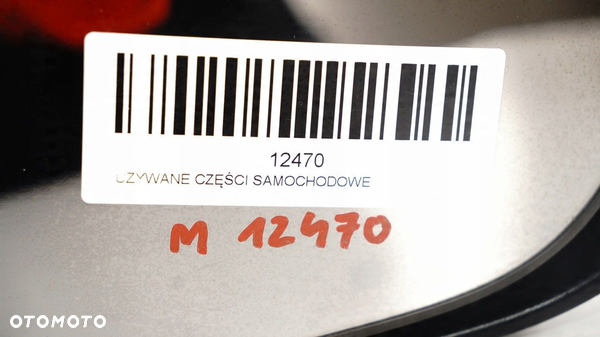 12470
UŻYWANE CZĘŚCI SAMOCHODOWE
M 12470
OTOMOTO